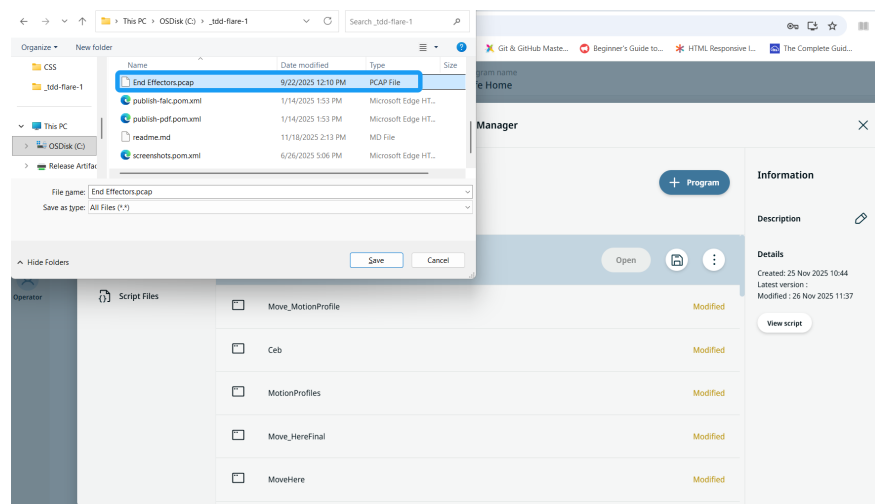 This PC > OSDisk (C:) > _tdd-flare-1
Search _tdd-flare-1
Organize
New folder
Name
Date modified
Type
Size
CSS
_tdd-flare-1
This PC
OSDisk (C:)
Release Artifac
End Effectors.pcap 9/22/2025 12:10 PM PCAP File
publish-falc.pom.xml 1/14/2025 1:53 PM Microsoft Edge HT...
publish-pdf.pom.xml 1/14/2025 1:53 PM Microsoft Edge HT...
readme.md 11/18/2025 2:13 PM MD File
screenshots.pom.xml 6/26/2025 5:06 PM Microsoft Edge HT...
File name: End Effectors.pcap
Save as type: All Files (*.*)
Hide Folders
Save
Cancel
Git & GitHub Maste...
Beginner's Guide to...
HTML Responsive I...
The Complete Guid...
gram name
fe Home
Manager
+ Program
Open
Operator
Script Files
Move_MotionProfile Modified
Ceb Modified
MotionProfiles Modified
Move_HereFinal Modified
MoveHere Modified
Information
Description
Details
Created: 25 Nov 2025 10:44
Latest version :
Modified : 26 Nov 2025 11:37
View script